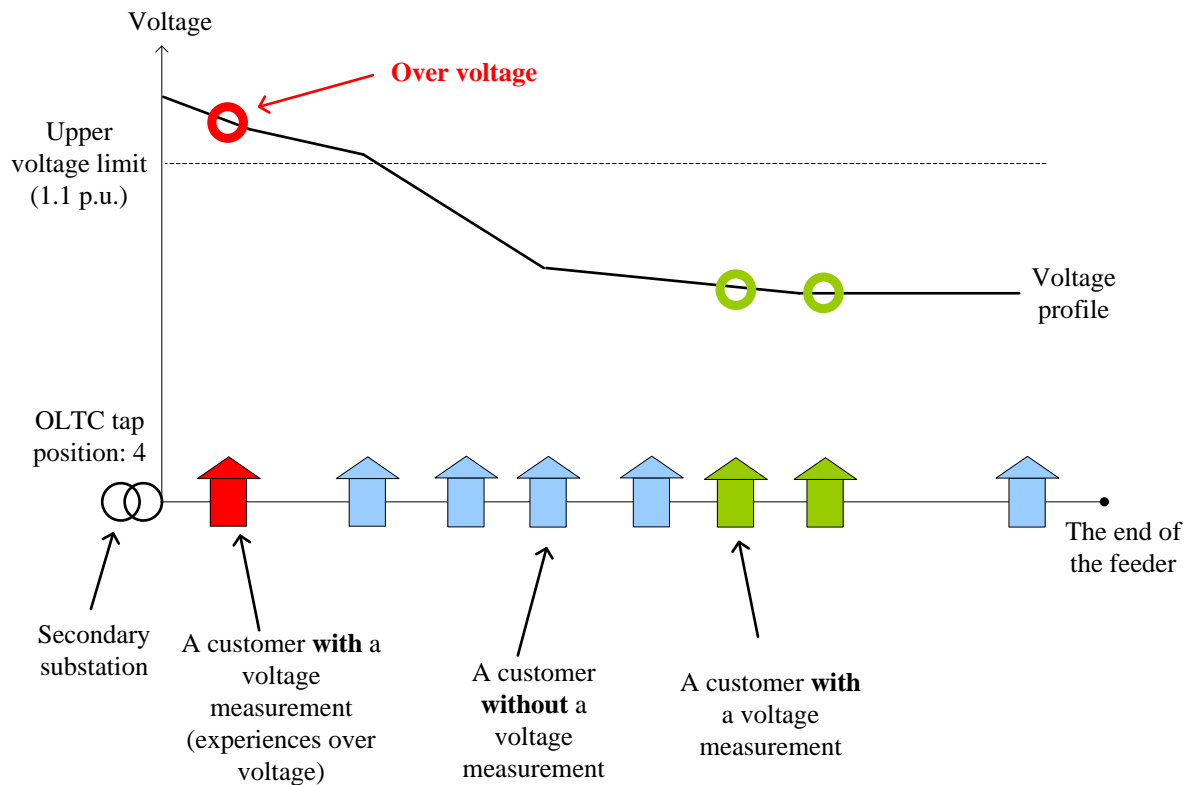 Voltage
Over voltage
Upper
voltage limit
(1.1 p.u.)
Voltage
profile
OLTC tap
position: 4
The end of
the feeder
Secondary
substation
A customer with a
voltage
measurement
(experiences over
voltage)
A customer
without a
voltage
measurement
A customer with
a voltage
measurement